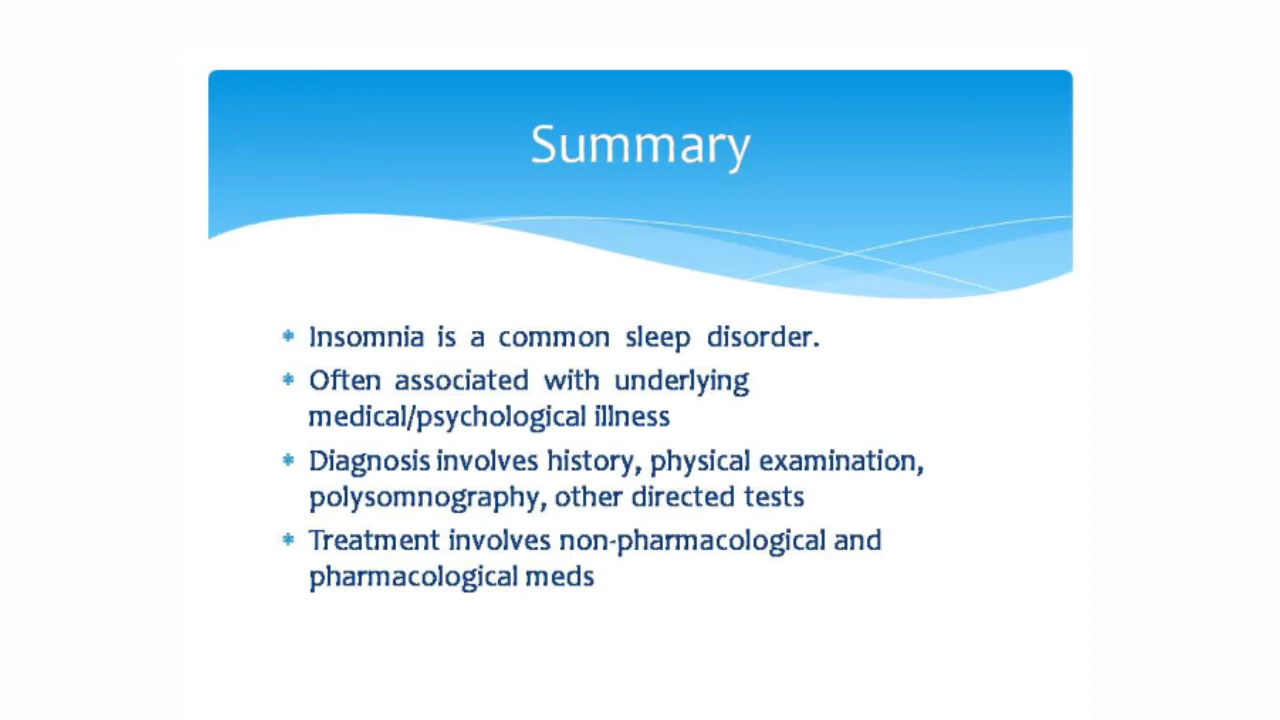 Summary
* Insomnia is a common sleep disorder.
* Often associated with underlying
medical/psychological illness
* Diagnosis involves history, physical examination,
polysomnography, other directed tests
* Treatment involves non-pharmacological and
pharmacological meds